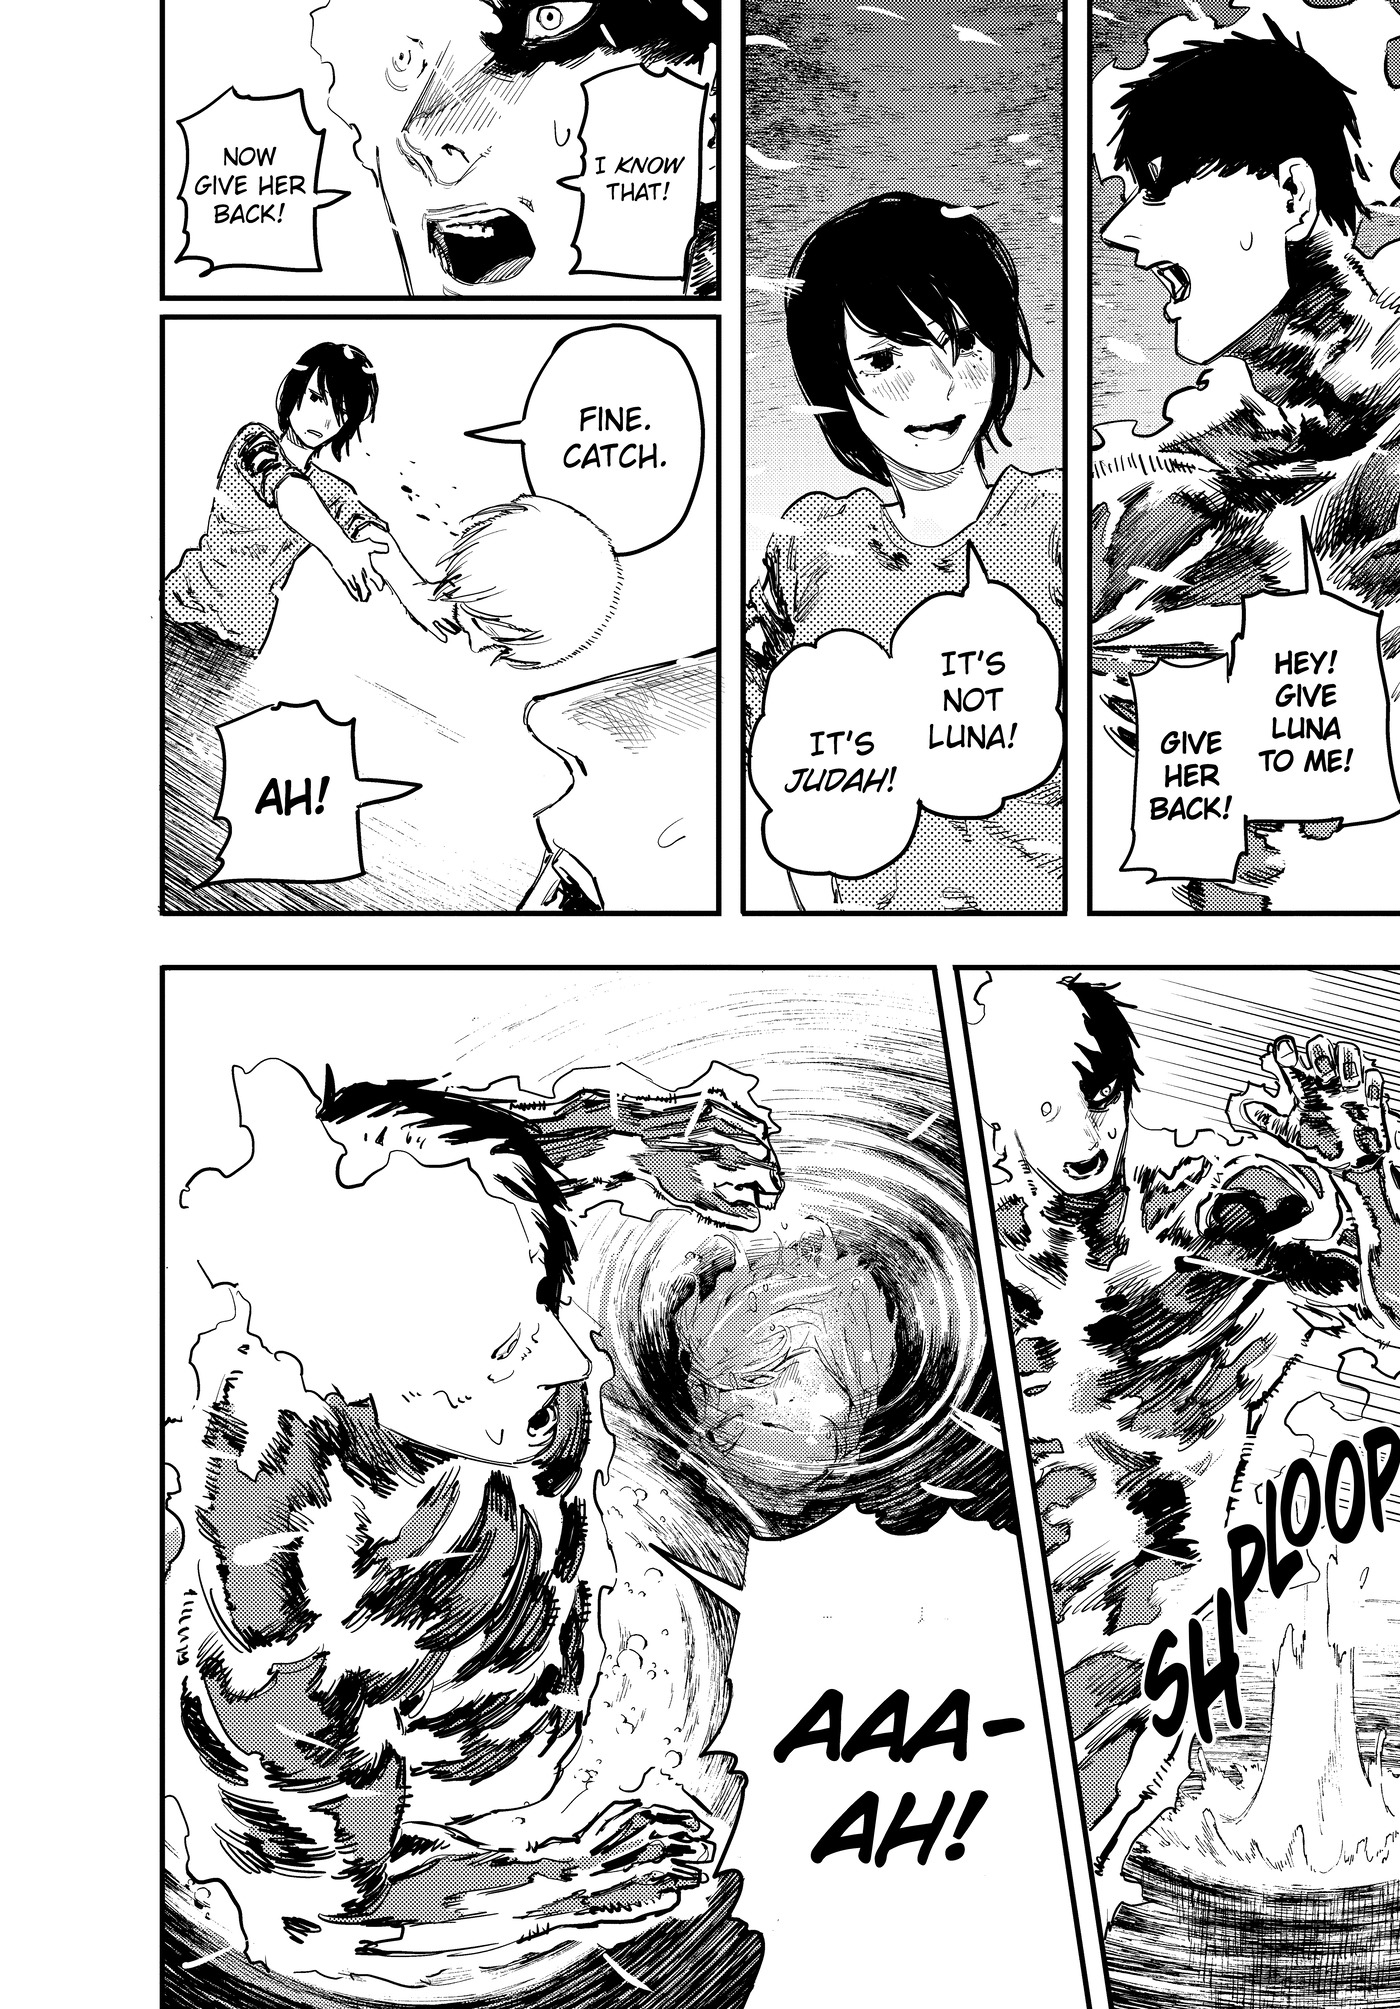 HEY!
GIVE
LUNA
TO ME!
GIVE
HER
BACK!
IT'S
NOT
LUNA!
IT'S
JUDAH!
I KNOW
THAT!
NOW
GIVE HER
BACK!
FINE.
CATCH.
AH!
SHPLOOP
AAA-
AH!